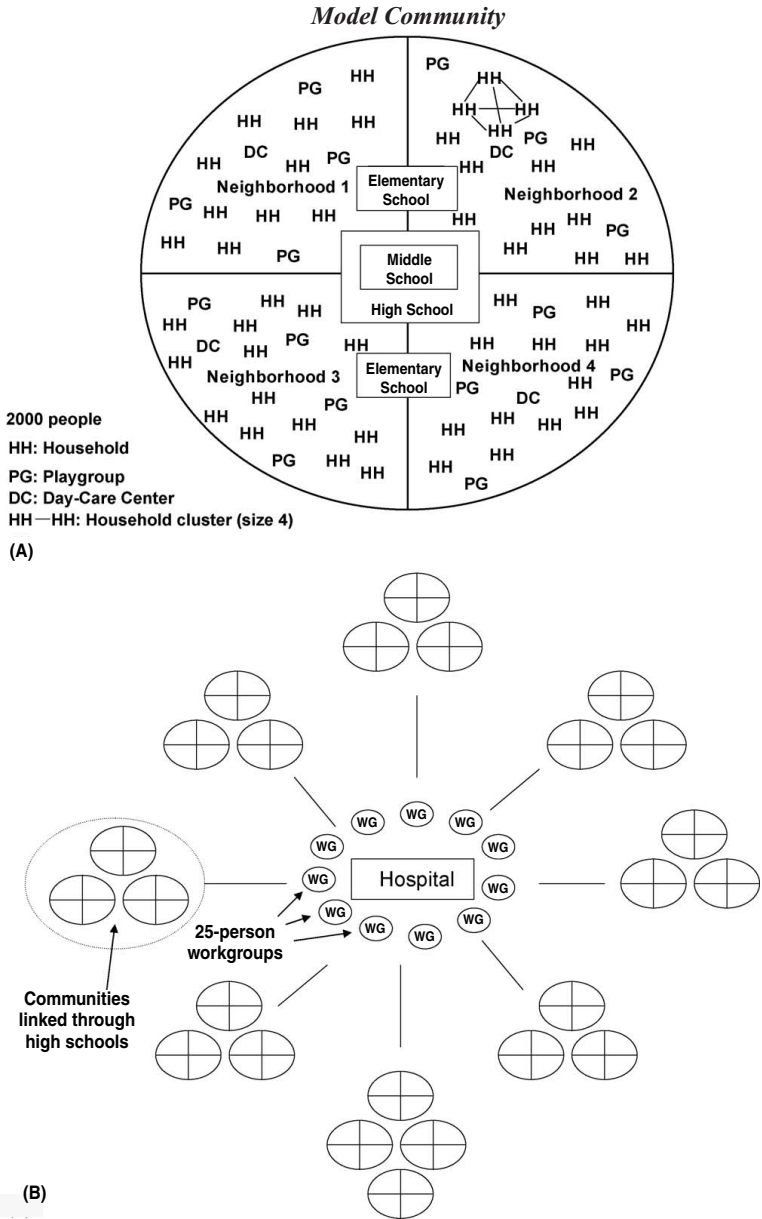 Model Community
PG HH PG HH
HH HH HH HH HH
HH PG
DC HH DC HH
HH HH PG HH HH
Neighborhood 1
Elementary
School
Neighborhood 2
PG HH HH HH HH HH HH PG
HH HH PG HH HH HH
Middle
School
High School
PG HH HH HH PG HH
HH HH HH
DC HH PG HH HH HH HH
HH
Neighborhood 3
Elementary
School
Neighborhood 4
HH PG
PG
HH PG DC
HH HH HH HH HH
HH HH HH
PG HH HH HH HH
PG
2000 people
HH: Household
PG: Playgroup
DC: Day-Care Center
HH—HH: Household cluster (size 4)
(A)
WG WG WG WG
WG WG
WG Hospital WG
WG WG
WG WG
25-person
workgroups
Communities
linked through
high schools
(B)